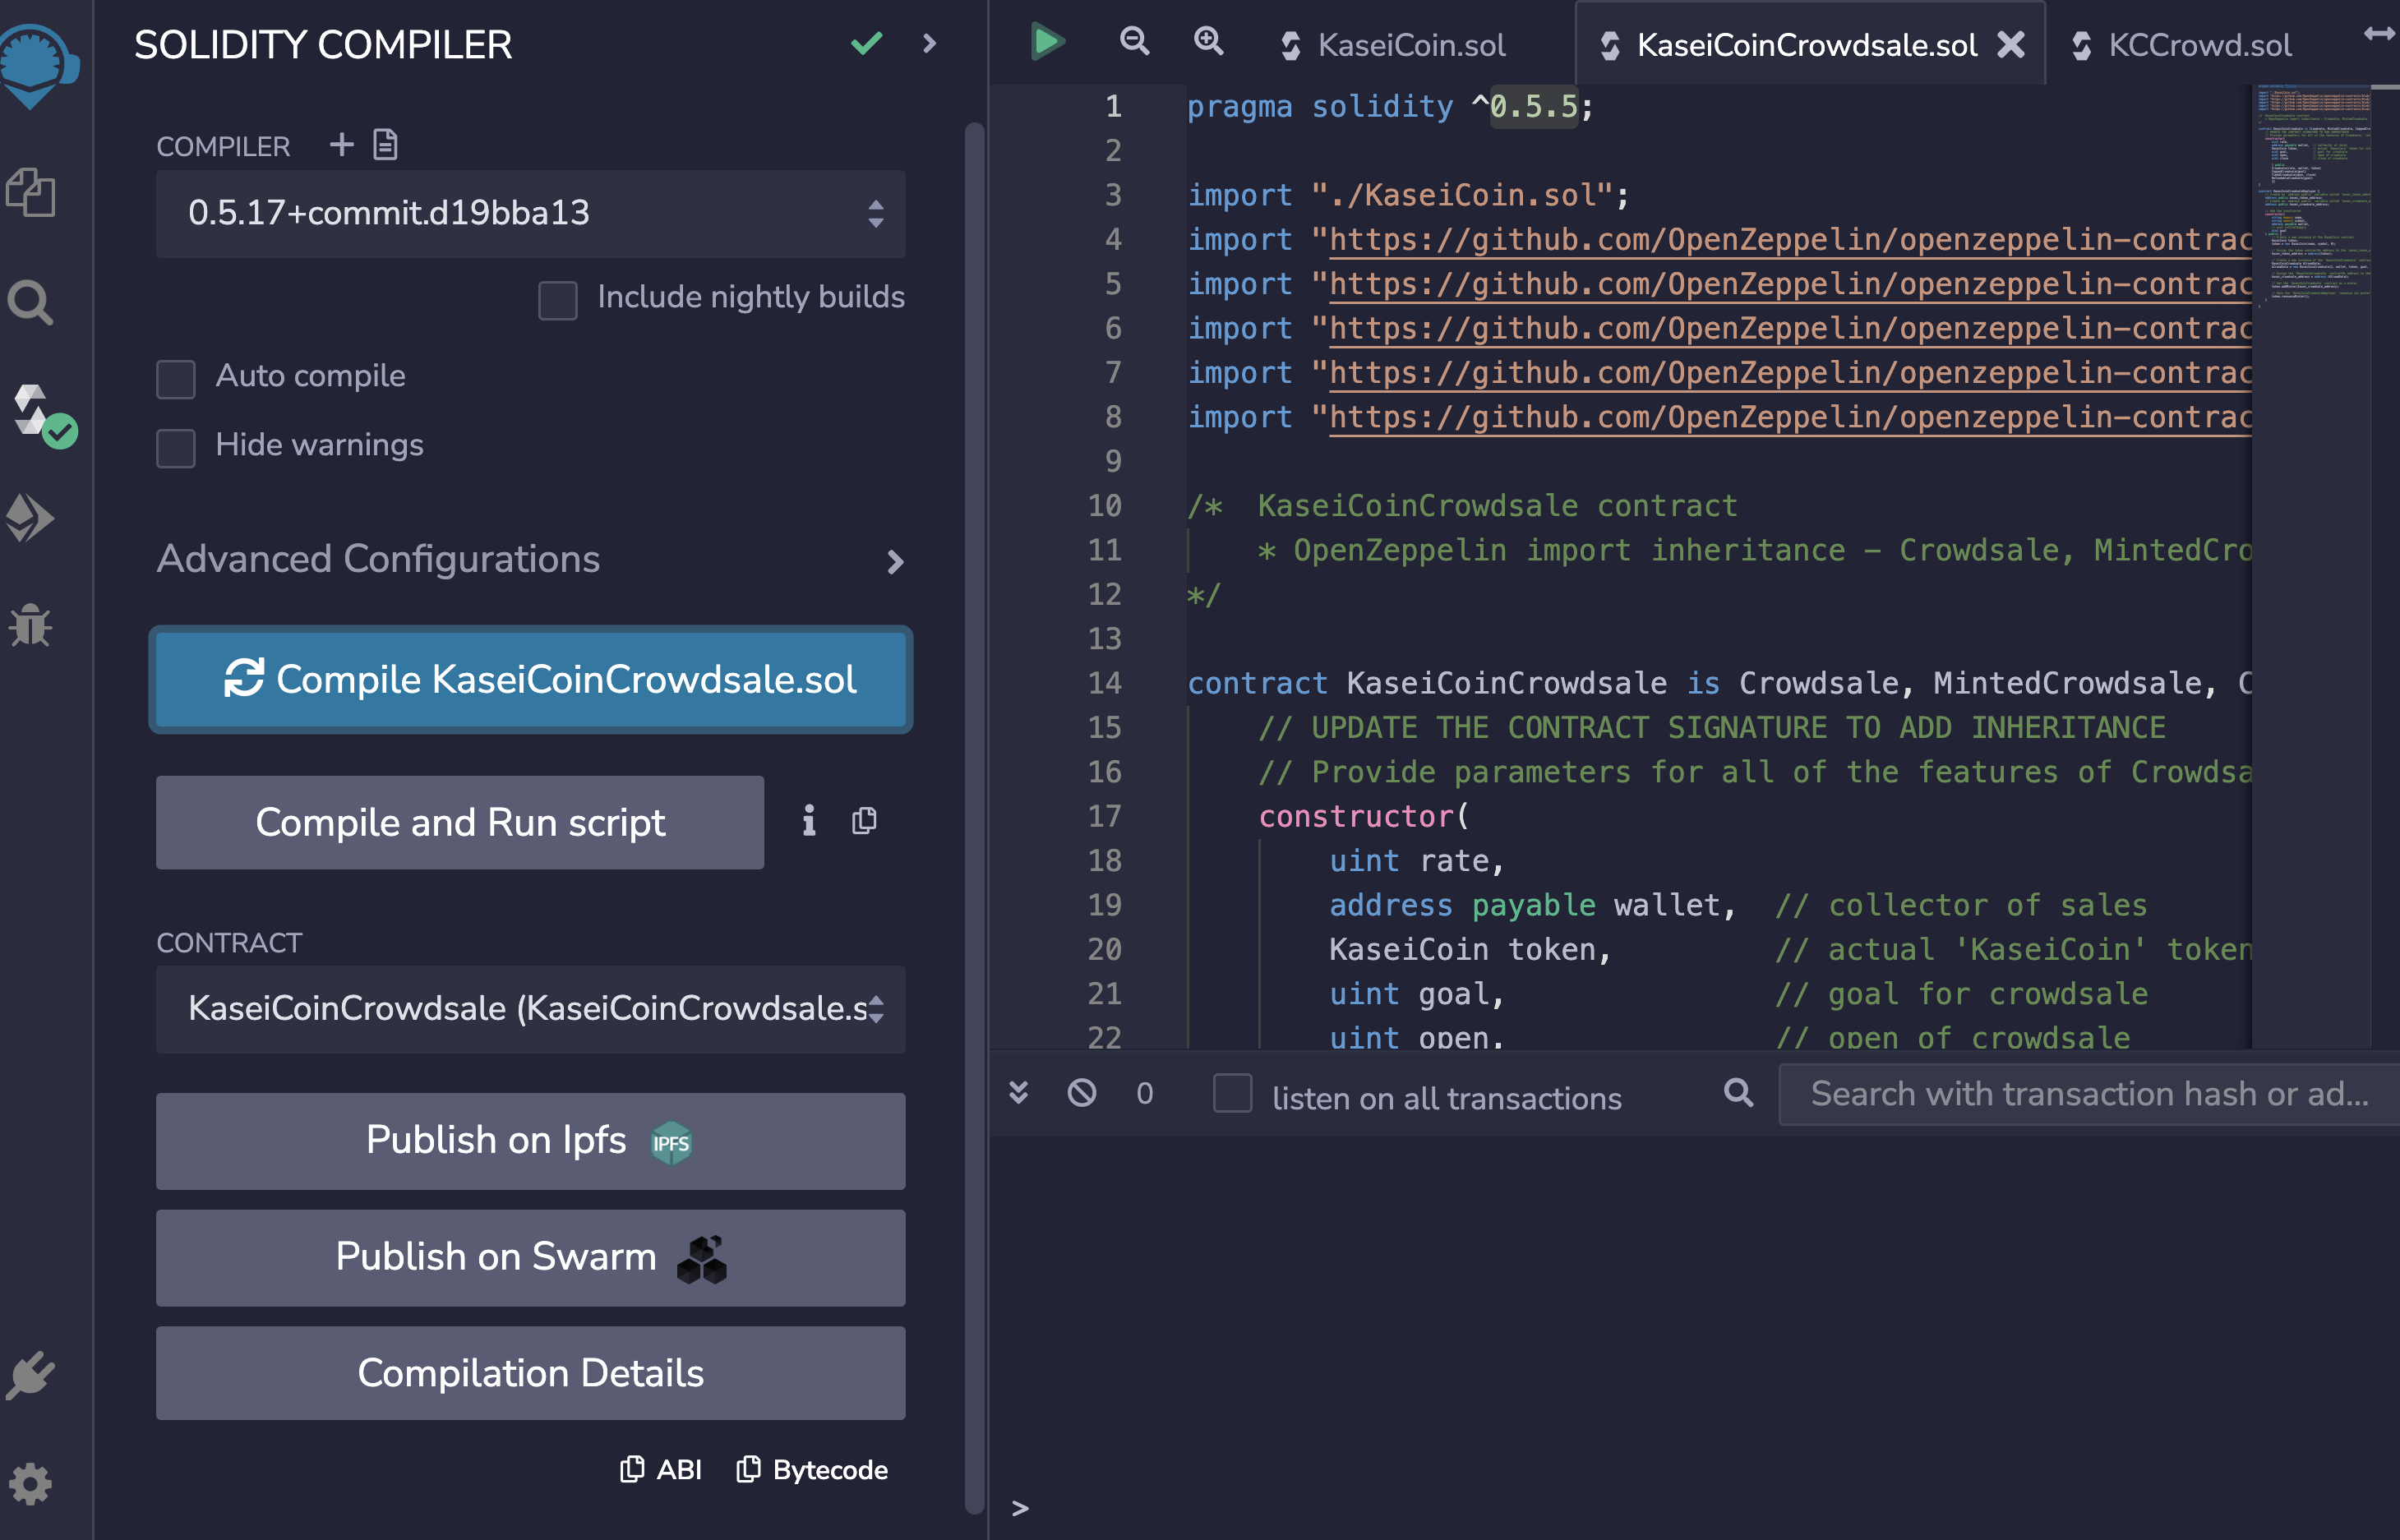 SOLIDITY COMPILER
COMPILER
0.5.17+commit.d19bba13
Include nightly builds
Auto compile
Hide warnings
Advanced Configurations
Compile KaseiCoinCrowdsale.sol
Compile and Run script
CONTRACT
KaseiCoinCrowdsale (KaseiCoinCrowdsale.s
Publish on Ipfs IPFS
Publish on Swarm
Compilation Details
ABI Bytecode
KaseiCoin.sol KaseiCoinCrowdsale.sol KCCrowd.sol
1 pragma solidity ^0.5.5;
2
3 import "./KaseiCoin.sol";
4 import "https://github.com/OpenZeppelin/openzeppelin-contrac
5 import "https://github.com/OpenZeppelin/openzeppelin-contrac
6 import "https://github.com/OpenZeppelin/openzeppelin-contrac
7 import "https://github.com/OpenZeppelin/openzeppelin-contrac
8 import "https://github.com/OpenZeppelin/openzeppelin-contrac
9
10 /* KaseiCoinCrowdsale contract
11 * OpenZeppelin import inheritance - Crowdsale, MintedCro
12 */
13
14 contract KaseiCoinCrowdsale is Crowdsale, MintedCrowdsale, C
15 // UPDATE THE CONTRACT SIGNATURE TO ADD INHERITANCE
16 // Provide parameters for all of the features of Crowdsa
17 constructor(
18 uint rate,
19 address payable wallet, // collector of sales
20 KaseiCoin token, // actual 'KaseiCoin' token
21 uint goal, // goal for crowdsale
22 uint open, // open of crowdsale
0 listen on all transactions Search with transaction hash or ad...
>